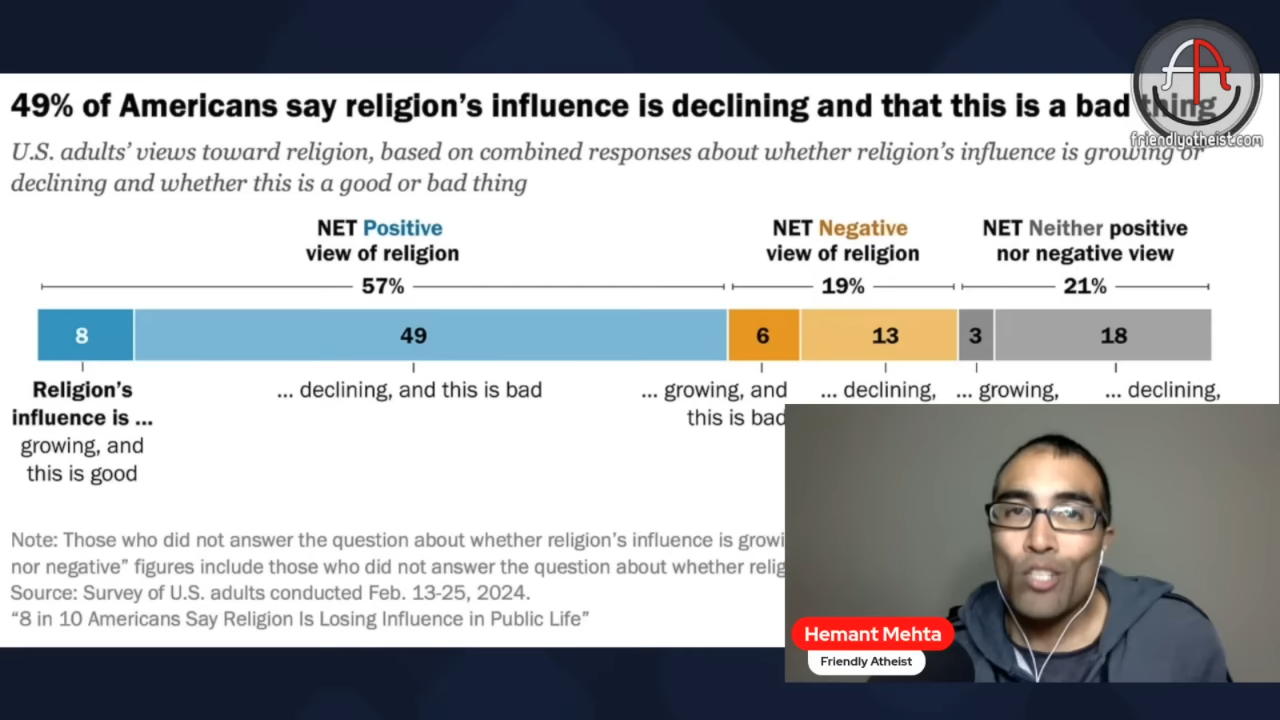 49% of Americans say religion's influence is declining and that this is a bad thing
friendlyatheist.com
U.S. adults' views toward religion, based on combined responses about whether religion's influence is growing or
declining and whether this is a good or bad thing
NET Positive
view of religion
57%
NET Negative
view of religion
19%
NET Neither positive
nor negative view
21%
8
49
6
13
3
18
Religion's
influence is ...
growing, and
this is good
... declining, and this is bad
... growing, and
this is bad
... declining,
... growing,
... declining,
Note: Those who did not answer the question about whether religion's influence is growi
nor negative” figures include those who did not answer the question about whether relig
Source: Survey of U.S. adults conducted Feb. 13-25, 2024.
“8 in 10 Americans Say Religion Is Losing Influence in Public Life”
Hemant Mehta
Friendly Atheist